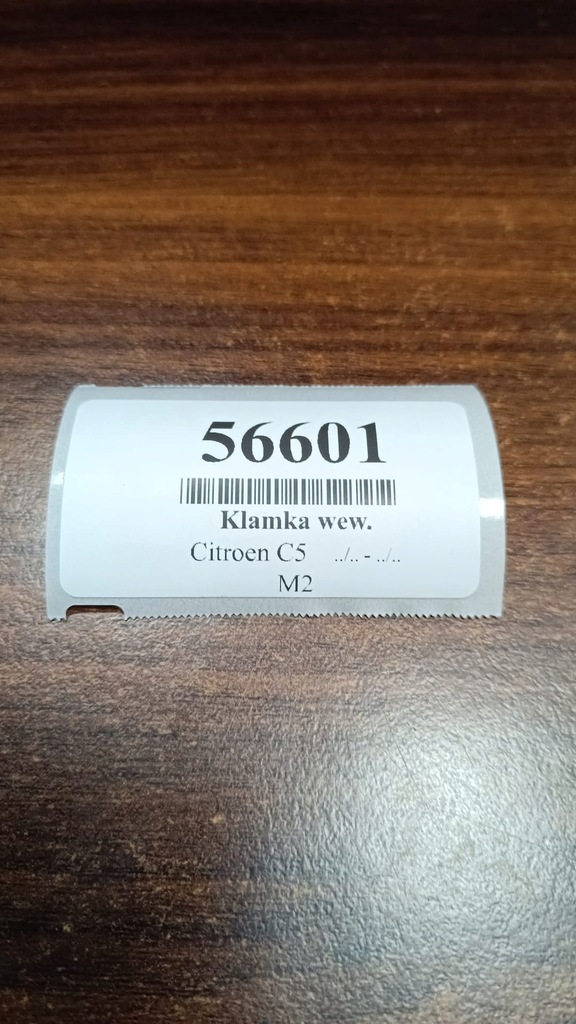 56601
Klamka wew.
Citroen C5 ../.. - ../..
M2